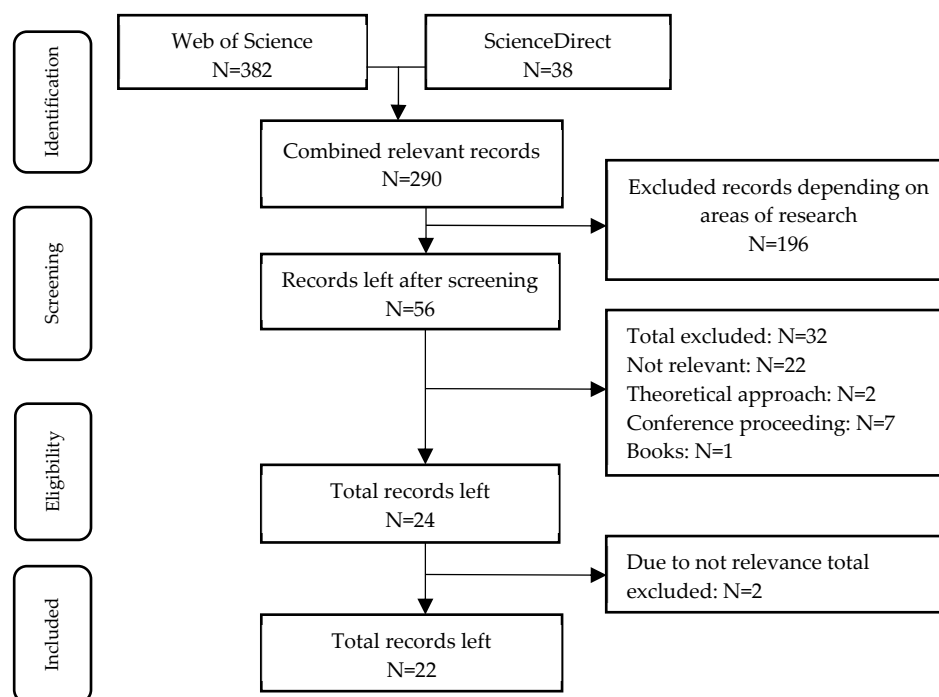 Identification
Web of Science
N=382
ScienceDirect
N=38
Combined relevant records
N=290
Excluded records depending on
areas of research
N=196
Screening
Records left after screening
N=56
Total excluded: N=32
Not relevant: N=22
Theoretical approach: N=2
Conference proceeding: N=7
Books: N=1
Eligibility
Total records left
N=24
Due to not relevance total
excluded: N=2
Included
Total records left
N=22